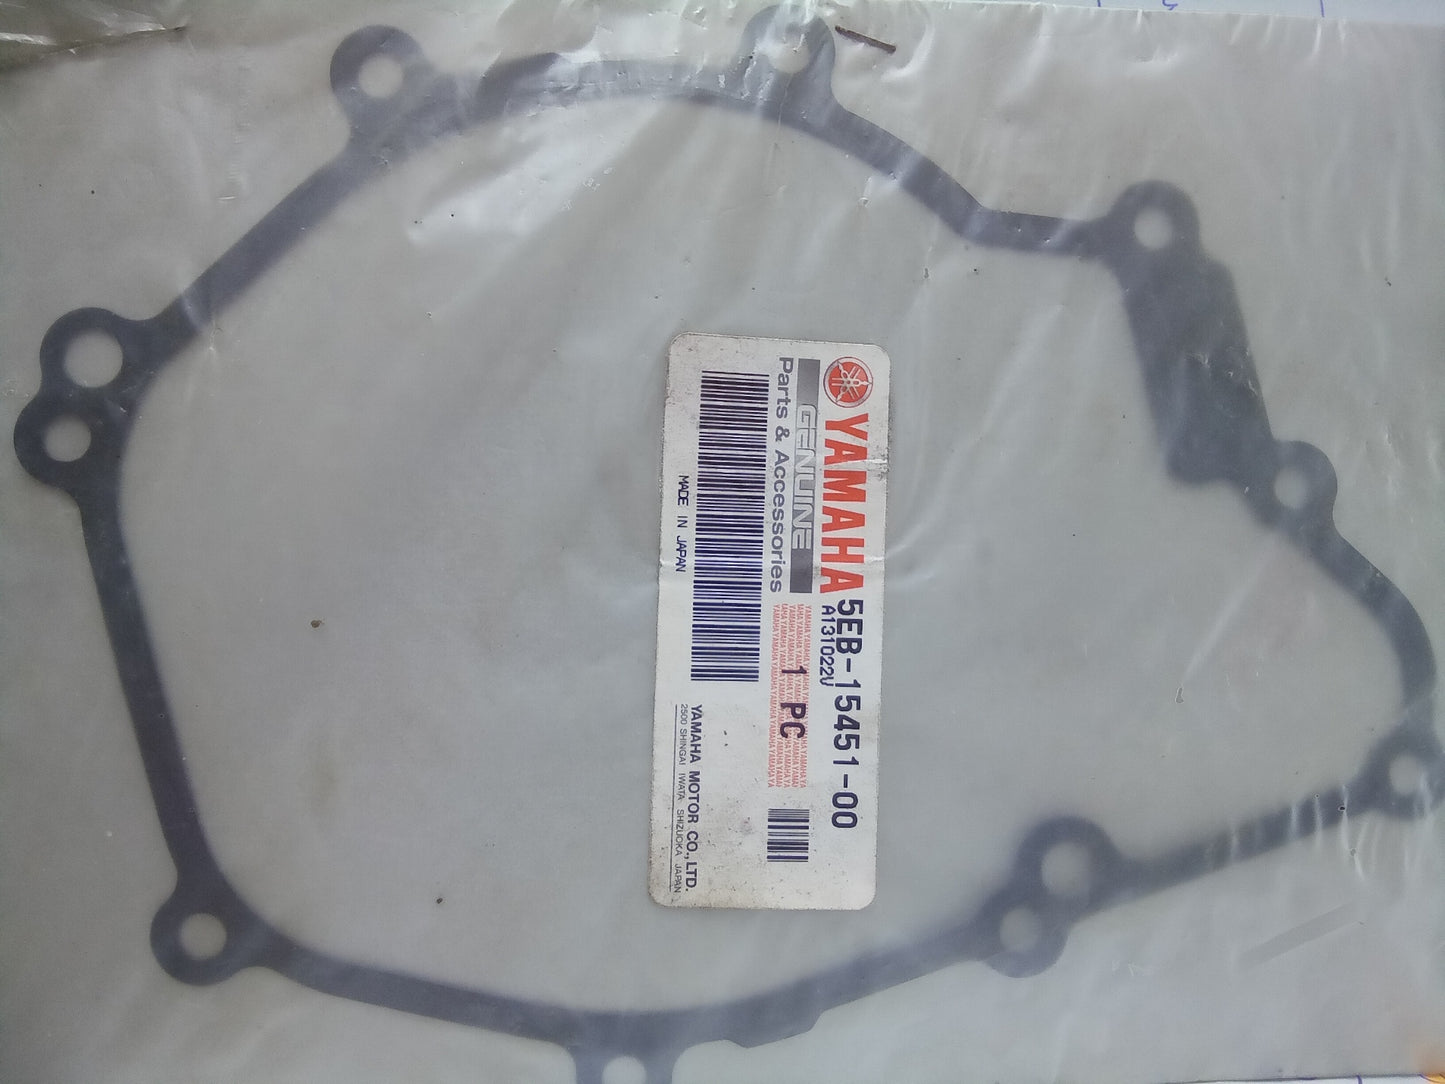 YAMAHA
GENUINE
Parts & Accessories
5EB-15451-00
A131022V
1 PC
MADE IN JAPAN
YAMAHA MOTOR CO.,LTD.
2500 SHINGAI IWATA SHIZUOKA JAPAN